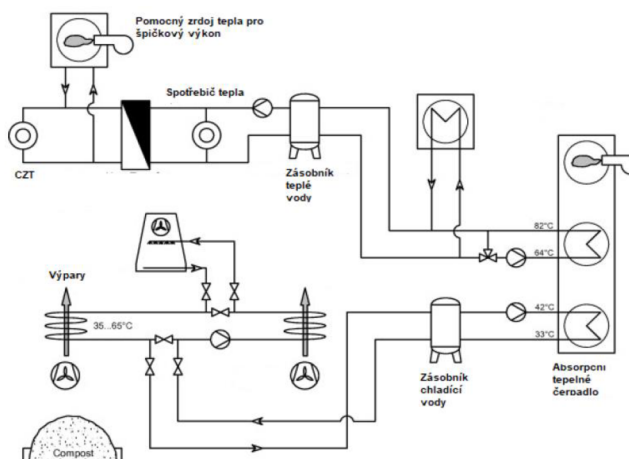 Pomocný zrdoj tepla pro
špičkový výkon
Spotřebič tepla
CZT
Zásobník
teplé
vody
82°C
64°C
Výpary
35...65°C
42°C
33°C
Zásobník
chladící
vody
Absorpcni
tepelné
čerpadlo
Compost